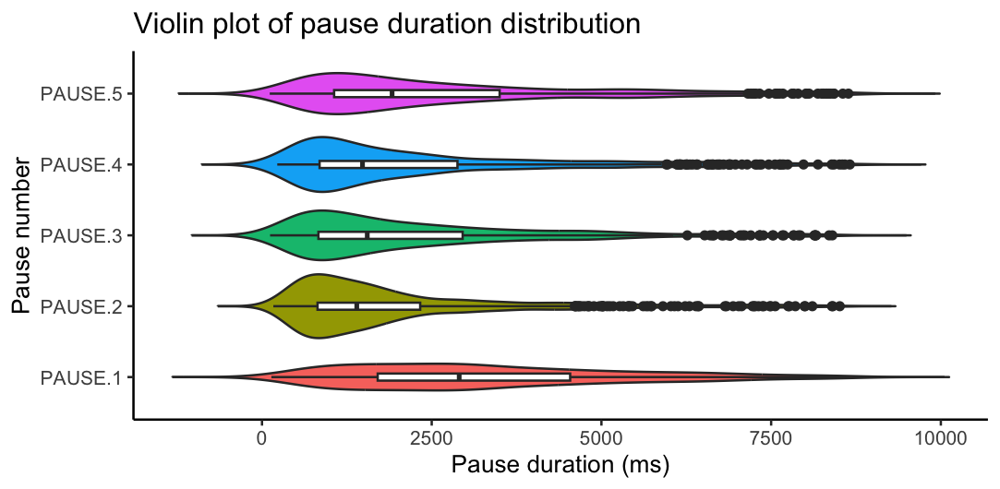 Violin plot of pause duration distribution
Pause number
PAUSE.5
PAUSE.4
PAUSE.3
PAUSE.2
PAUSE.1
0 2500 5000 7500 10000
Pause duration (ms)